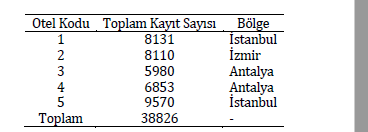 Otel Kodu Toplam Kayıt Sayısı Bölge
1 8131 İstanbul
2 8110 İzmir
3 5980 Antalya
4 6853 Antalya
5 9570 İstanbul
Toplam 38826 -